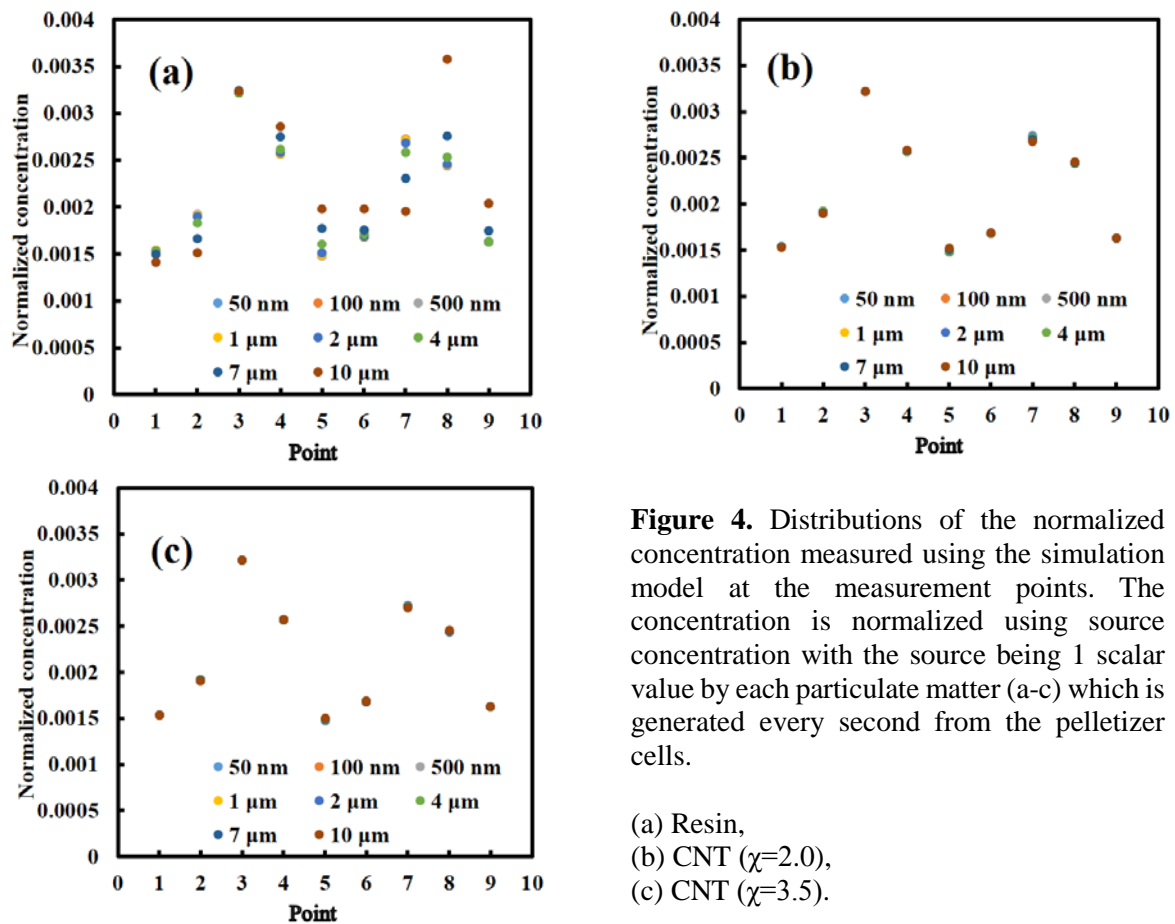 0.004
0.0035
0.003
0.0025
0.002
0.0015
0.001
0.0005
0
Normalized concentration
(a)
50 nm 100 nm 500 nm
1 μm 2 μm 4 μm
7 μm 10 μm
0 1 2 3 4 5 6 7 8 9 10
Point
0.004
0.0035
0.003
0.0025
0.002
0.0015
0.001
0.0005
0
Normalized concentration
(b)
50 nm 100 nm 500 nm
1 μm 2 μm 4 μm
7 μm 10 μm
0 1 2 3 4 5 6 7 8 9 10
Point
0.004
0.0035
0.003
0.0025
0.002
0.0015
0.001
0.0005
0
Normalized concentration
(c)
50 nm 100 nm 500 nm
1 μm 2 μm 4 μm
7 μm 10 μm
0 1 2 3 4 5 6 7 8 9 10
Point
Figure 4. Distributions of the normalized
concentration measured using the simulation
model at the measurement points. The
concentration is normalized using source
concentration with the source being 1 scalar
value by each particulate matter (a-c) which is
generated every second from the pelletizer
cells.
(a) Resin,
(b) CNT (χ=2.0),
(c) CNT (χ=3.5).